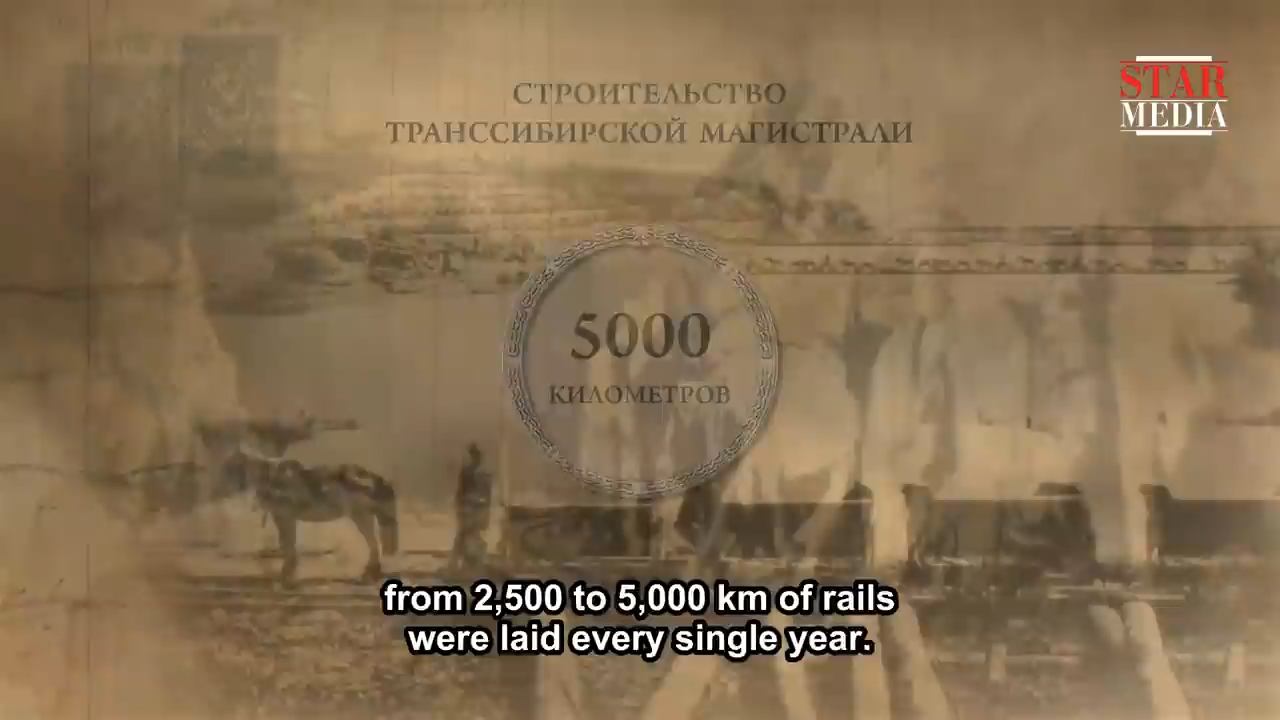 СТРОИТЕЛЬСТВО
ТРАНССИБИРСКОЙ МАГИСТРАЛИ
STAR
MEDIA
5000
КИЛОМЕТРОВ
from 2,500 to 5,000 km of rails
were laid every single year.